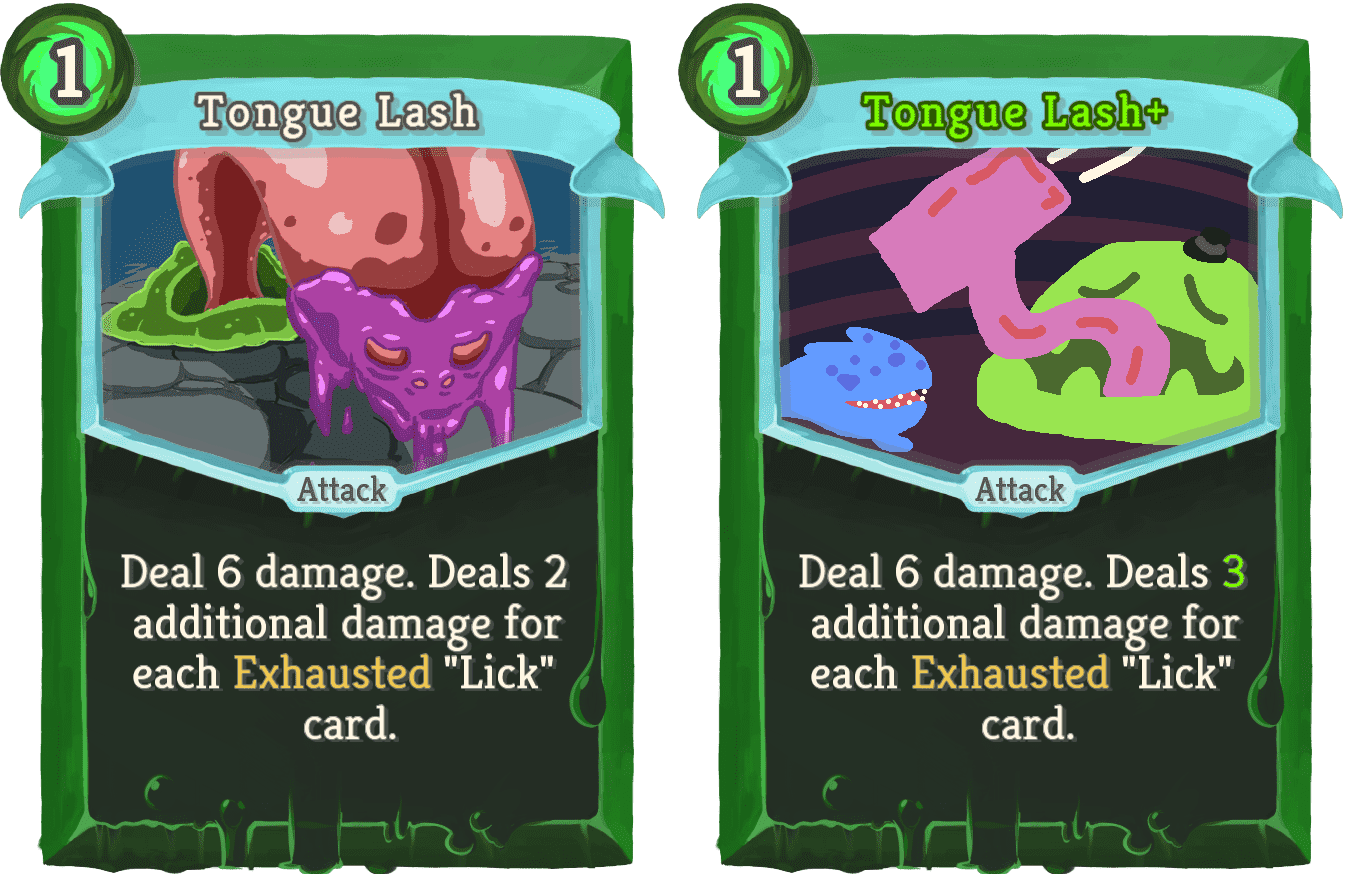 1
Tongue Lash
Attack
Deal 6 damage. Deals 2
additional damage for
each Exhausted "Lick"
card.
1
Tongue Lash+
Attack
Deal 6 damage. Deals 3
additional damage for
each Exhausted "Lick"
card.